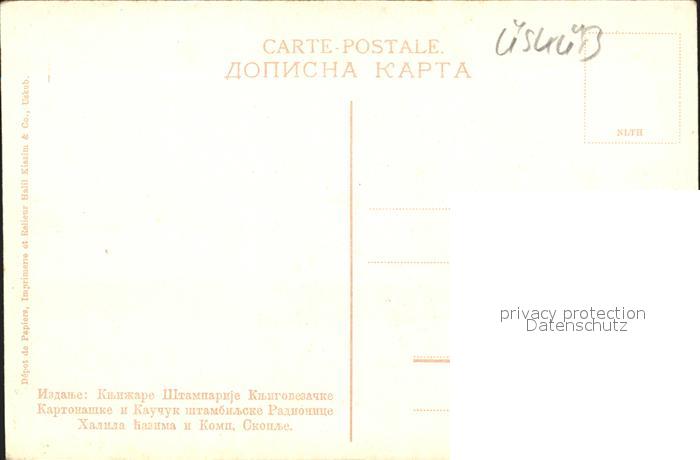 CARTE-POSTALE.
ДОПИСНА КАРТА
ÜSKÜB
NLTH
Dépot de Papiers, Imprimerie et Relieur Halil Kiazim & Co., Uskub.
privacy protection
Datenschutz
Издање: Књижаре Штампарије Књиговезачке
Картонашке и Каучук штамбиљске Радионице
Халила Ћазима и Комп, Скопље.